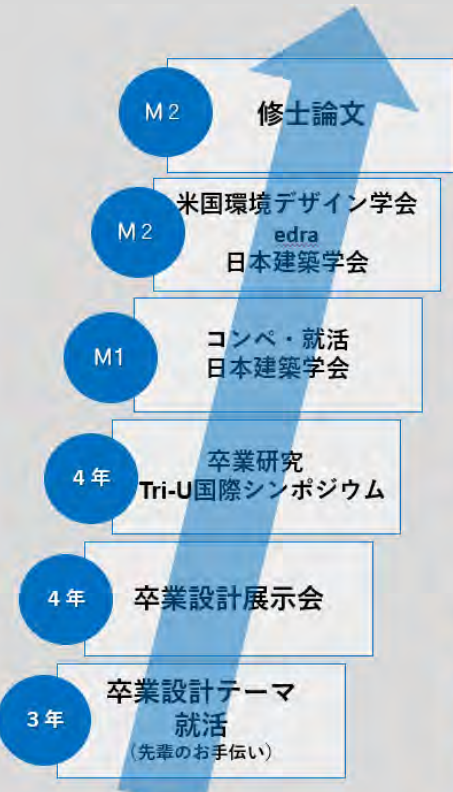 M２
修士論文
M２
米国環境デザイン学会
edra
日本建築学会
M1
コンペ・就活
日本建築学会
４年
卒業研究
Tri-U国際シンポジウム
４年
卒業設計展示会
３年
卒業設計テーマ
就活
（先輩のお手伝い）